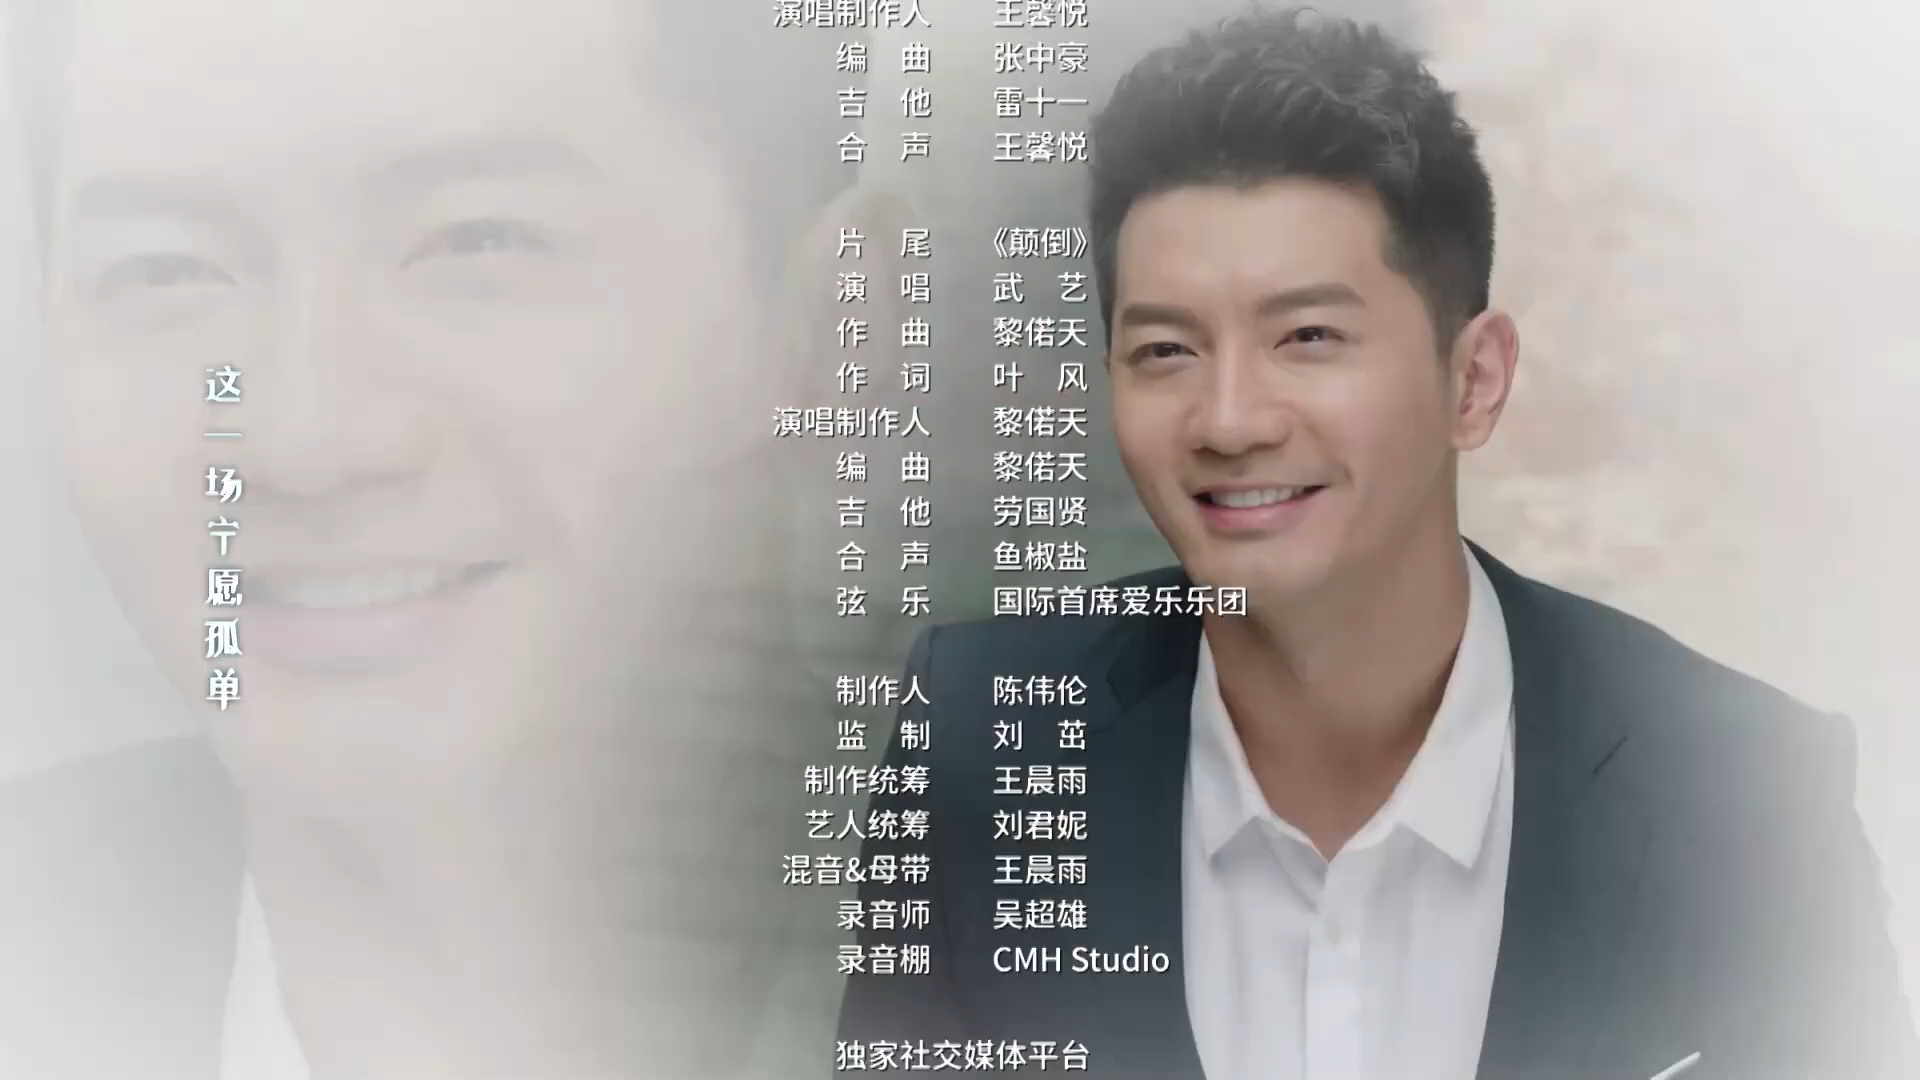 演唱制作人 王馨悦
编 曲 张中豪
吉 他 雷十一
合 声 王馨悦
片 尾 《颠倒》
演 唱 武 艺
作 曲 黎偌天
作 词 叶 风
演唱制作人 黎偌天
编 曲 黎偌天
吉 他 劳国贤
合 声 鱼椒盐
弦 乐 国际首席爱乐乐团
制作人 陈伟伦
监 制 刘 茁
制作统筹 王晨雨
艺人统筹 刘君妮
混音&母带 王晨雨
录音师 吴超雄
录音棚 CMH Studio
独家社交媒体平台
这一场宁愿孤单